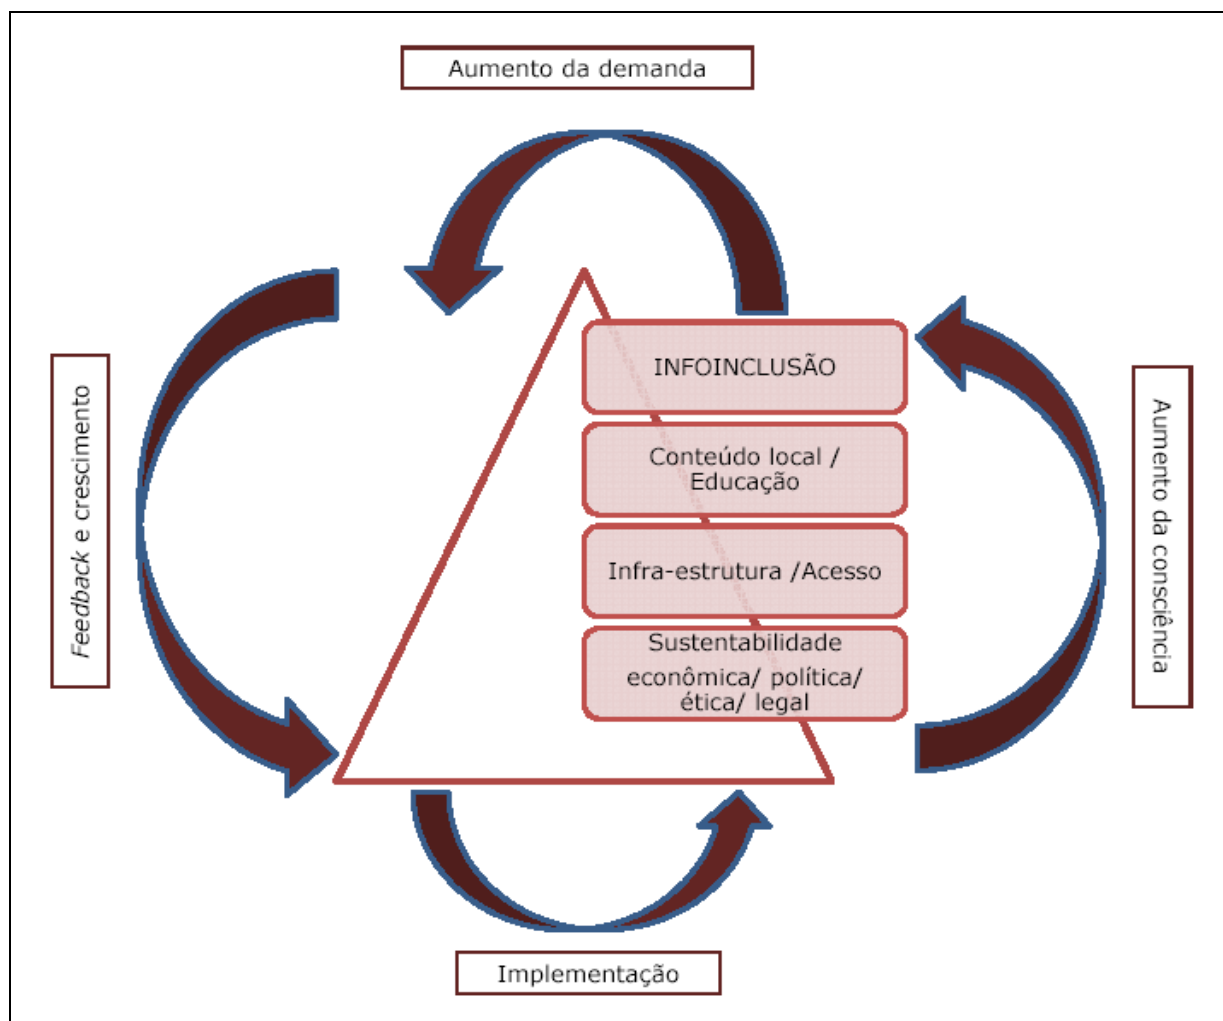 Aumento da demanda
INFOINCLUSÃO
Conteúdo local /
Educação
Infra-estrutura /Acesso
Sustentabilidade
econômica/ política/
ética/ legal
Feedback e crescimento
Aumento da consciência
Implementação